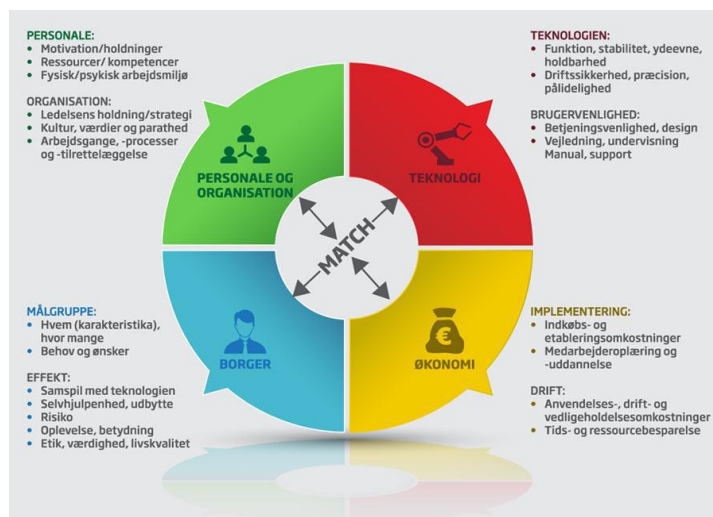 PERSONALE:
• Motivation/holdninger
• Ressourcer/ kompetencer
• Fysisk/psykisk arbejdsmiljø
ORGANISATION:
• Ledelsens holdning/strategi
• Kultur, værdier og parathed
• Arbejdsgange, -processer
og -tilrettelæggelse
TEKNOLOGIEN:
• Funktion, stabilitet, ydeevne,
holdbarhed
• Driftssikkerhed, præcision,
pålidelighed
BRUGERVENLIGHED:
• Betjeningsvenlighed, design
• Vejledning, undervisning
Manual, support
PERSONALE OG
ORGANISATION
TEKNOLOGI
MATCH
BORGER
€
ØKONOMI
MÅLGRUPPE:
• Hvem (karakteristika),
hvor mange
• Behov og ønsker
EFFEKT:
• Samspil med teknologien
• Selvhjulpenhed, udbytte
• Risiko
• Oplevelse, betydning
• Etik, værdighed, livskvalitet
IMPLEMENTERING:
• Indkøbs- og
etableringsomkostninger
• Medarbejderoplæring og
-uddannelse
DRIFT:
• Anvendelses-, drift- og
vedligeholdelsesomkostninger
• Tids- og ressourcebesparelse